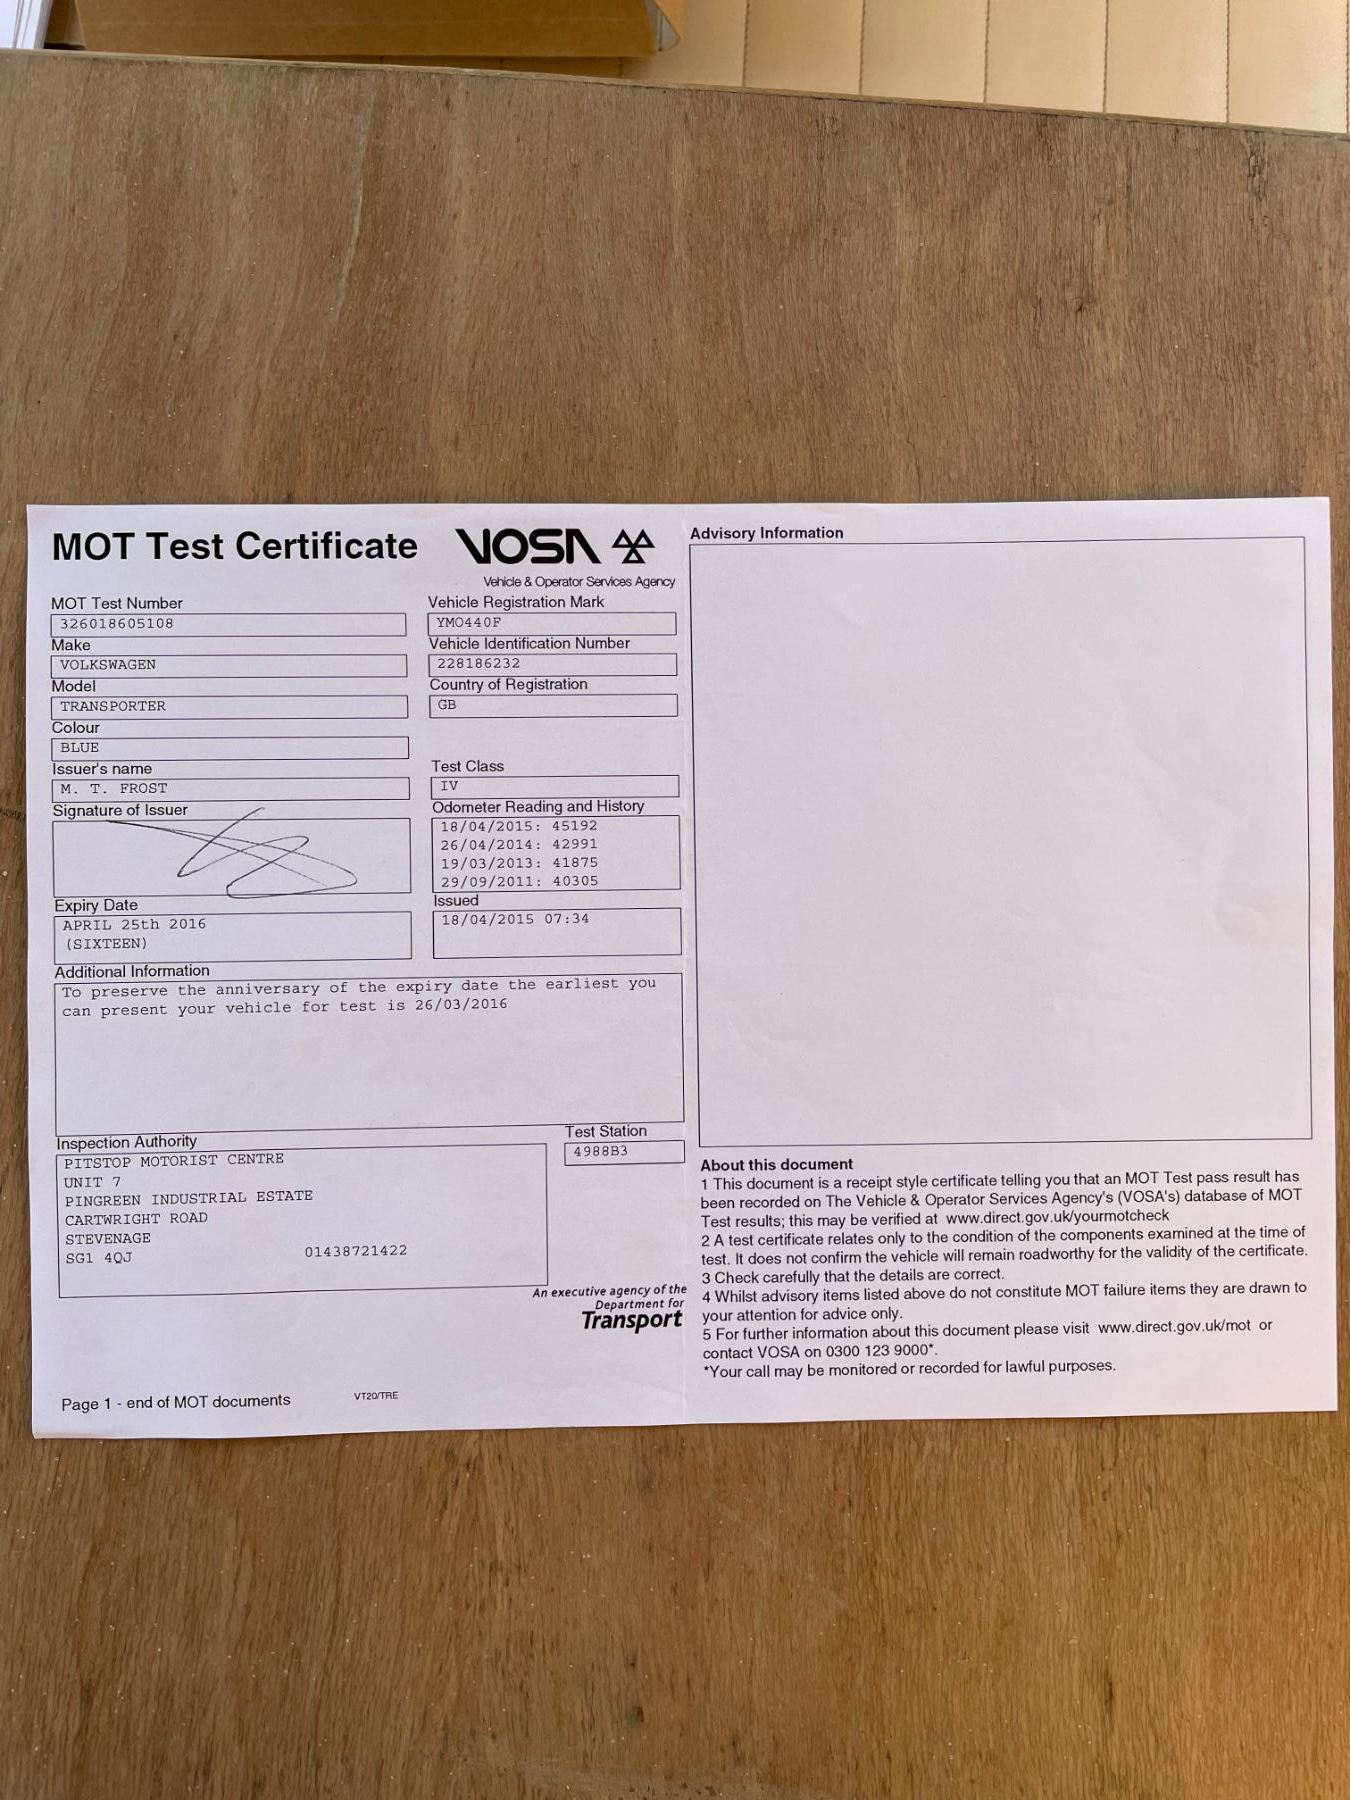 MOT Test Certificate
VOSA
Vehicle & Operator Services Agency
MOT Test Number
326018605108
Vehicle Registration Mark
YMO440F
Make
VOLKSWAGEN
Vehicle Identification Number
228186232
Model
TRANSPORTER
Country of Registration
GB
Colour
BLUE
Issuer's name
M. T. FROST
Test Class
IV
Signature of Issuer
Odometer Reading and History
18/04/2015: 45192
26/04/2014: 42991
19/03/2013: 41875
29/09/2011: 40305
Expiry Date
APRIL 25th 2016
(SIXTEEN)
Issued
18/04/2015 07:34
Additional Information
To preserve the anniversary of the expiry date the earliest you
can present your vehicle for test is 26/03/2016
Inspection Authority
PITSTOP MOTORIST CENTRE
UNIT 7
PINGREEN INDUSTRIAL ESTATE
CARTWRIGHT ROAD
STEVENAGE
SG1 4QJ 01438721422
Test Station
4988B3
An executive agency of the
Department for
Transport
Page 1 - end of MOT documents
VT20/TRE
Advisory Information
About this document
1 This document is a receipt style certificate telling you that an MOT Test pass result has
been recorded on The Vehicle & Operator Services Agency's (VOSA's) database of MOT
Test results; this may be verified at www.direct.gov.uk/yourmotcheck
2 A test certificate relates only to the condition of the components examined at the time of
test. It does not confirm the vehicle will remain roadworthy for the validity of the certificate.
3 Check carefully that the details are correct.
4 Whilst advisory items listed above do not constitute MOT failure items they are drawn to
your attention for advice only.
5 For further information about this document please visit www.direct.gov.uk/mot or
contact VOSA on 0300 123 9000*.
*Your call may be monitored or recorded for lawful purposes.